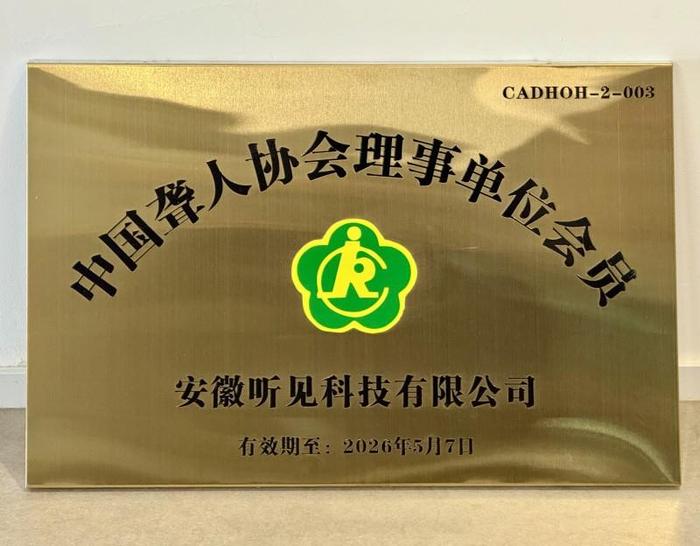 CADHOH-2-003
中国聋人协会理事单位会员
安徽听见科技有限公司
有效期至：2026年5月7日